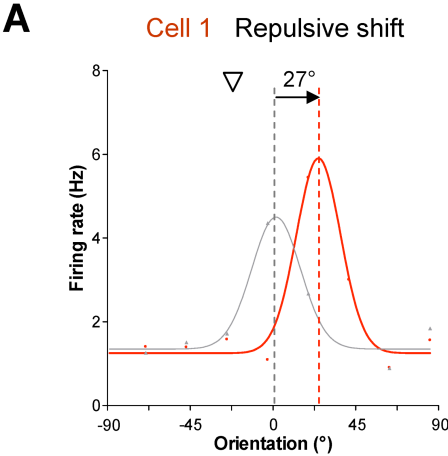 A
Cell 1 Repulsive shift
27°
8
6
4
2
0
Firing rate (Hz)
-90 -45 0 45 90
Orientation (°)